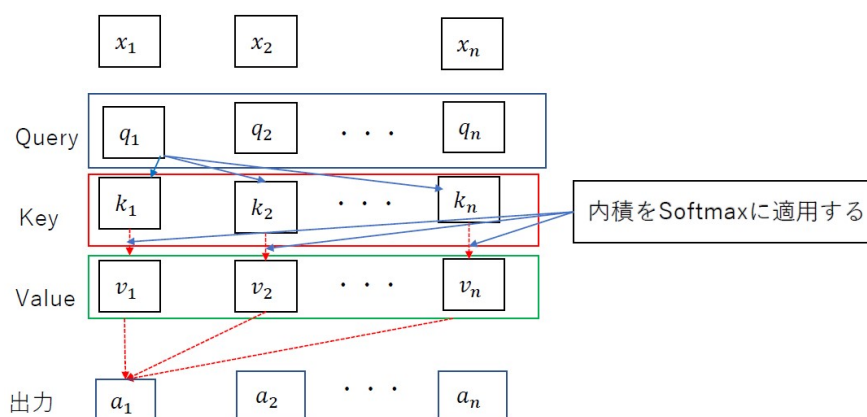 x₁ x₂ xₙ
Query q₁ q₂ ・・・ qₙ
Key k₁ k₂ ・・・ kₙ
内積をSoftmaxに適用する
Value v₁ v₂ ・・・ vₙ
出力 a₁ a₂ ・・・ aₙ